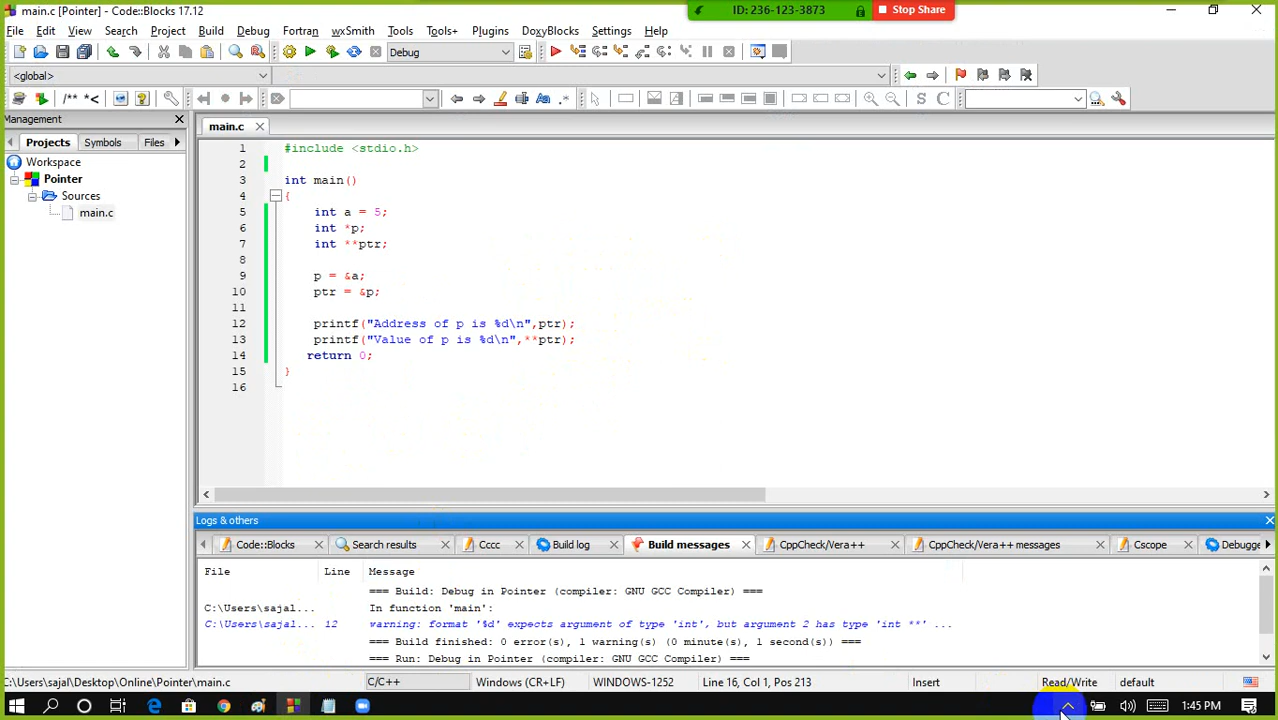 main.c [Pointer] - Code::Blocks 17.12
ID: 236-123-3873
Stop Share
File Edit View Search Project Build Debug Fortran wxSmith Tools Tools+ Plugins DoxyBlocks Settings Help
Debug
<global>
/** *<
S C
Management
main.c
Projects Symbols Files
Workspace
Pointer
Sources
main.c
1 #include <stdio.h>
2
3 int main()
4 {
5 int a = 5;
6 int *p;
7 int **ptr;
8
9 p = &a;
10 ptr = &p;
11
12 printf("Address of p is %d\n",ptr);
13 printf("Value of p is %d\n",**ptr);
14 return 0;
15 }
16
Logs & others
Code::Blocks Search results Cccc Build log Build messages CppCheck/Vera++ CppCheck/Vera++ messages Cscope Debugge
File Line Message
=== Build: Debug in Pointer (compiler: GNU GCC Compiler) ===
C:\Users\sajal... In function 'main':
C:\Users\sajal... 12 warning: format '%d' expects argument of type 'int', but argument 2 has type 'int **' ...
=== Build finished: 0 error(s), 1 warning(s) (0 minute(s), 1 second(s)) ===
=== Run: Debug in Pointer (compiler: GNU GCC Compiler) ===
C:\Users\sajal\Desktop\Online\Pointer\main.c C/C++ Windows (CR+LF) WINDOWS-1252 Line 16, Col 1, Pos 213 Insert Read/Write default
1:45 PM